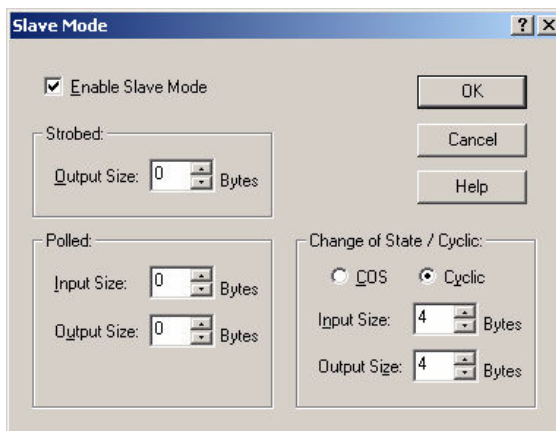 Slave Mode
Enable Slave Mode
OK
Cancel
Help
Strobed:
Output Size: 0 Bytes
Polled:
Input Size: 0 Bytes
Output Size: 0 Bytes
Change of State / Cyclic:
COS Cyclic
Input Size: 4 Bytes
Output Size: 4 Bytes